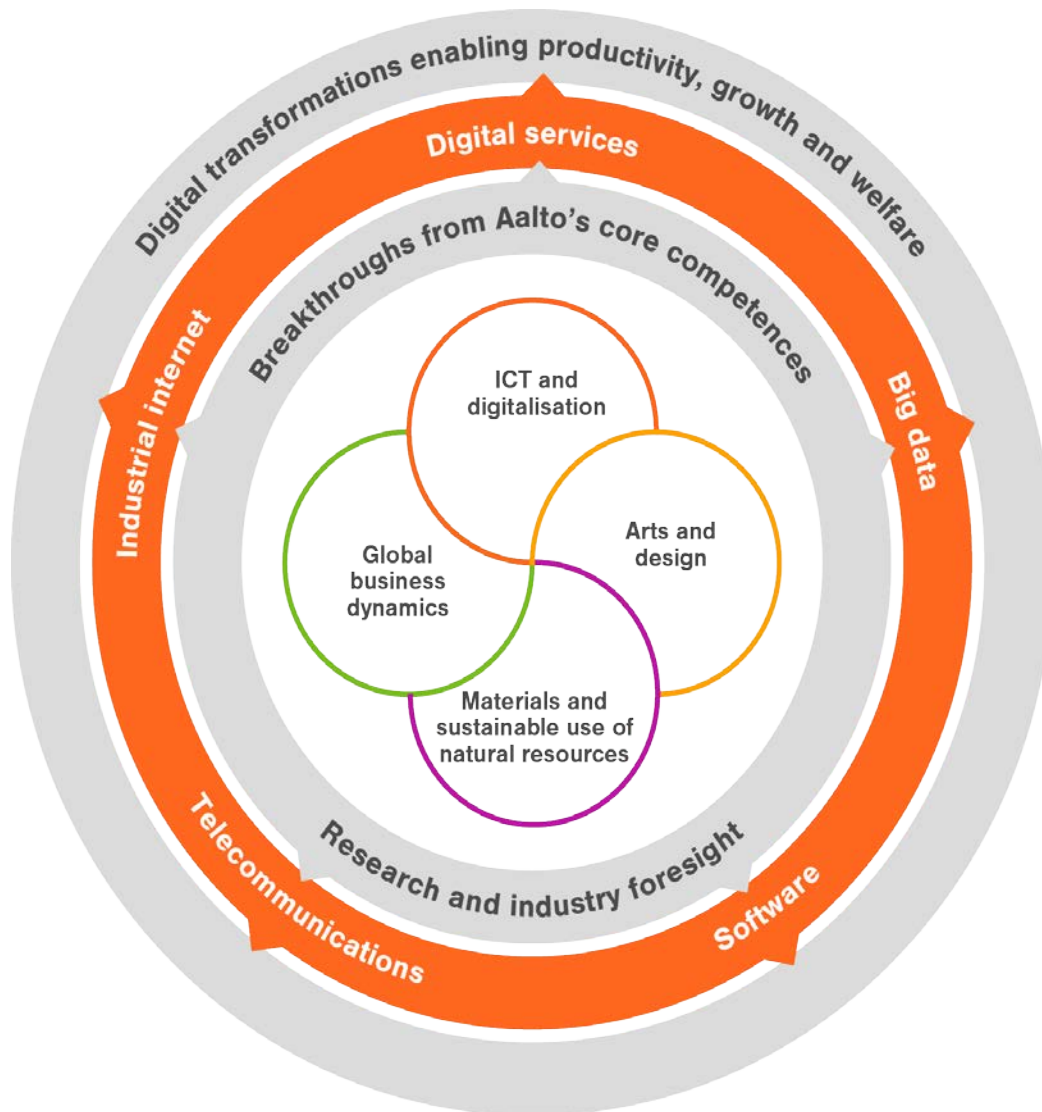 Digital transformations enabling productivity, growth and welfare
Digital services
Breakthroughs from Aalto's core competences
Industrial internet
Big data
ICT and
digitalisation
Arts and
design
Global
business
dynamics
Materials and
sustainable use of
natural resources
Research and industry foresight
Telecommunications
Software